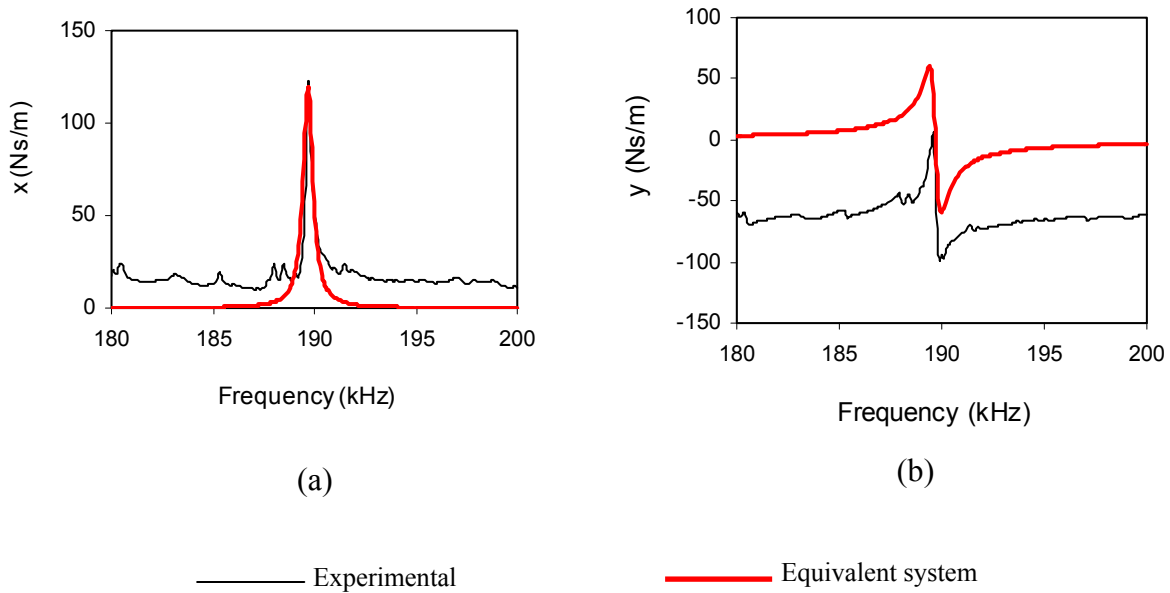 150
100
50
0
x (Ns/m)
180 185 190 195 200
Frequency (kHz)
(a)
100
50
0
-50
-100
-150
y (Ns/m)
180 185 190 195 200
Frequency (kHz)
(b)
Experimental
Equivalent system